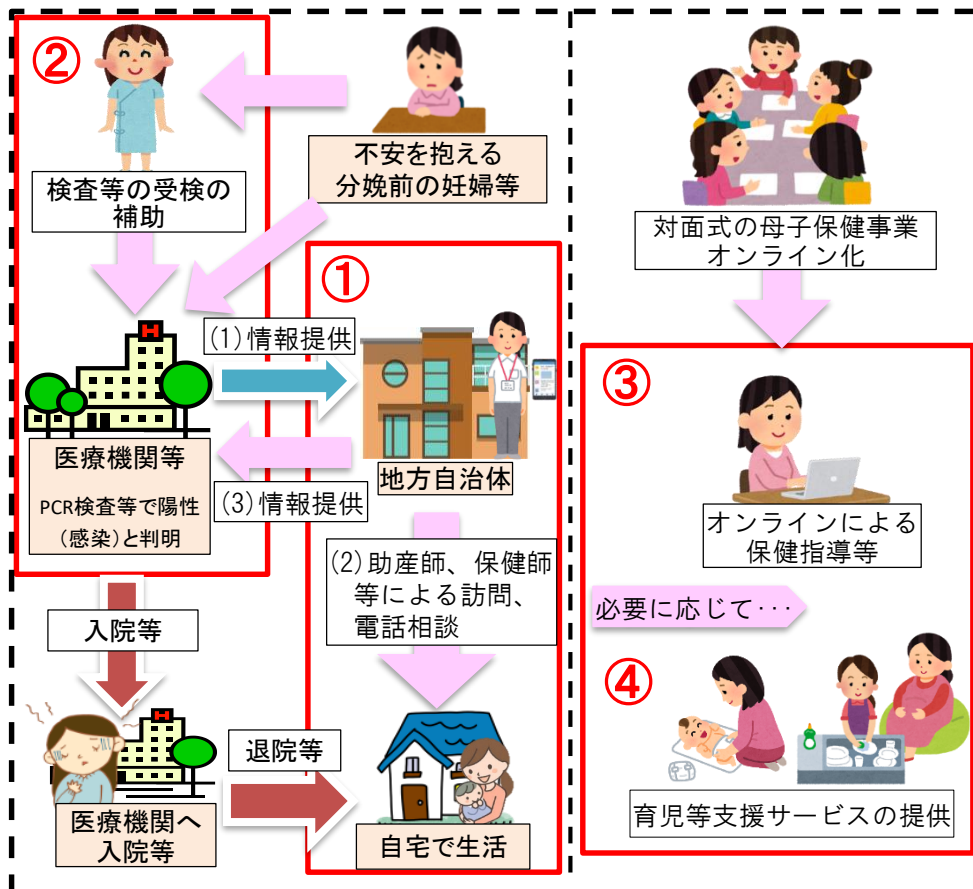 ②
検査等の受検の
補助
不安を抱える
分娩前の妊婦等
①
(1)情報提供
H
医療機関等
PCR検査等で陽性
(感染)と判明
地方自治体
(3)情報提供
(2)助産師、保健師
等による訪問、
電話相談
入院等
H
医療機関へ
入院等
退院等
自宅で生活
対面式の母子保健事業
オンライン化
③
オンラインによる
保健指導等
必要に応じて･･･
④
育児等支援サービスの提供